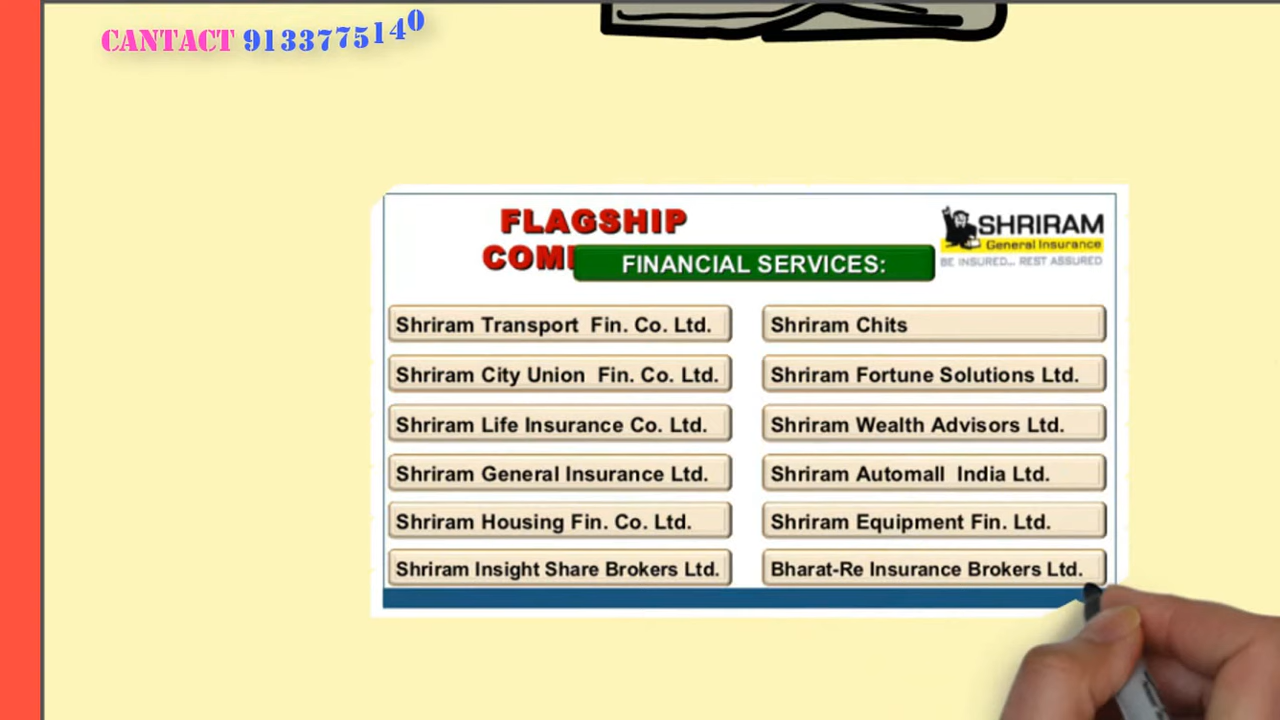 CANTACT 9133775140
FLAGSHIP
FINANCIAL SERVICES:
SHRIRAM
General Insurance
BE INSURED... REST ASSURED
Shriram Transport Fin. Co. Ltd.
Shriram City Union Fin. Co. Ltd.
Shriram Life Insurance Co. Ltd.
Shriram General Insurance Ltd.
Shriram Housing Fin. Co. Ltd.
Shriram Insight Share Brokers Ltd.
Shriram Chits
Shriram Fortune Solutions Ltd.
Shriram Wealth Advisors Ltd.
Shriram Automall India Ltd.
Shriram Equipment Fin. Ltd.
Bharat-Re Insurance Brokers Ltd.